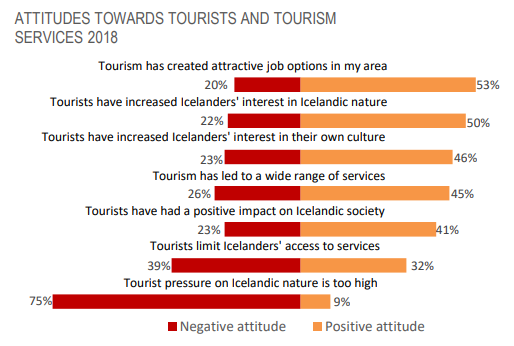 ATTITUDES TOWARDS TOURISTS AND TOURISM
SERVICES 2018
Tourism has created attractive job options in my area
20% 53%
Tourists have increased Icelanders' interest in Icelandic nature
22% 50%
Tourists have increased Icelanders' interest in their own culture
23% 46%
Tourism has led to a wide range of services
26% 45%
Tourists have had a positive impact on Icelandic society
23% 41%
Tourists limit Icelanders' access to services
39% 32%
Tourist pressure on Icelandic nature is too high
75% 9%
Negative attitude Positive attitude